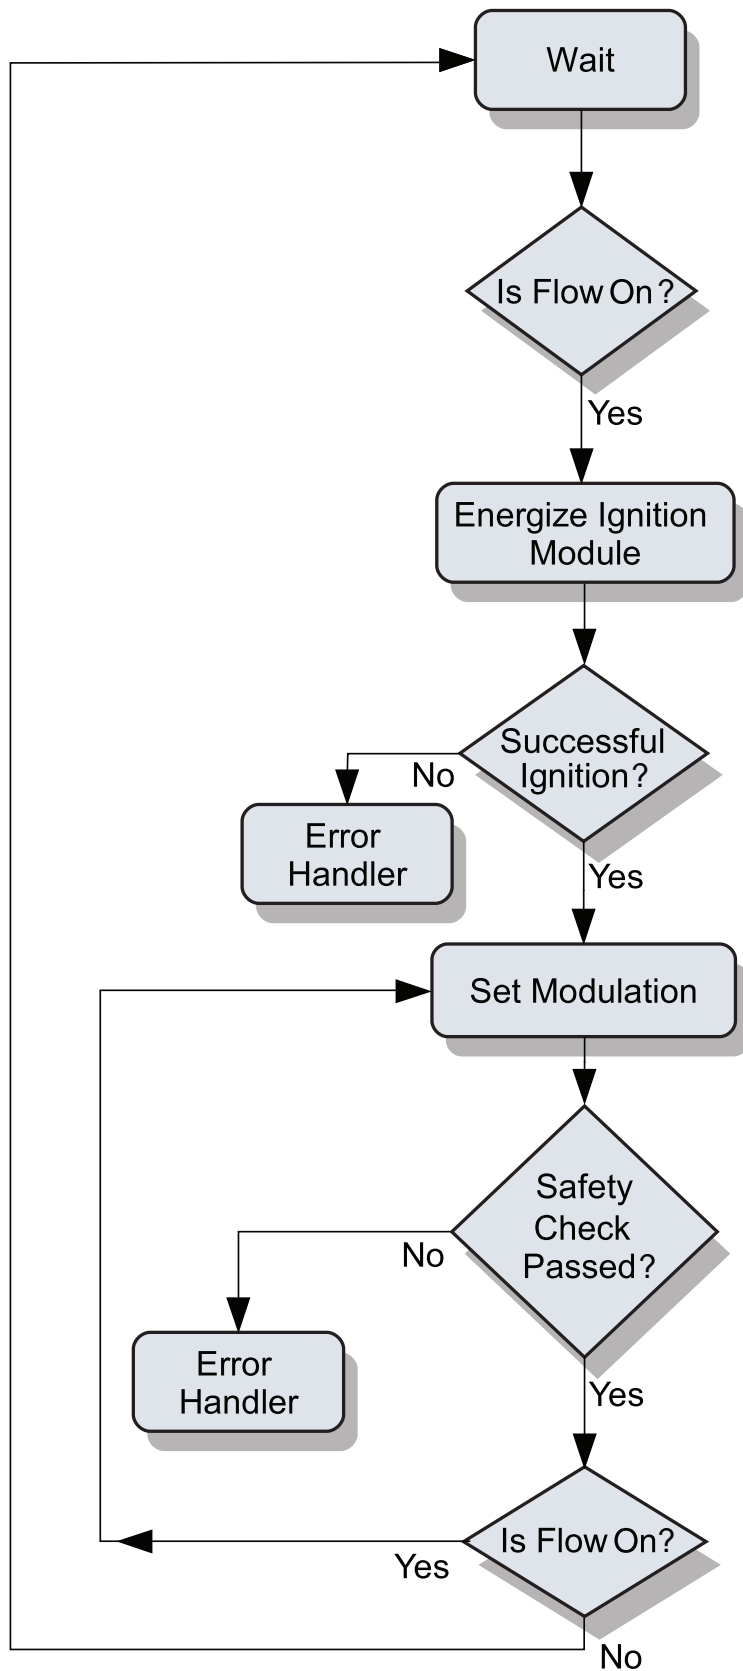 Wait
Is Flow On?
Yes
Energize Ignition
Module
Successful
Ignition?
No
Error
Handler
Yes
Set Modulation
Safety
Check
Passed?
No
Error
Handler
Yes
Is Flow On?
Yes
No